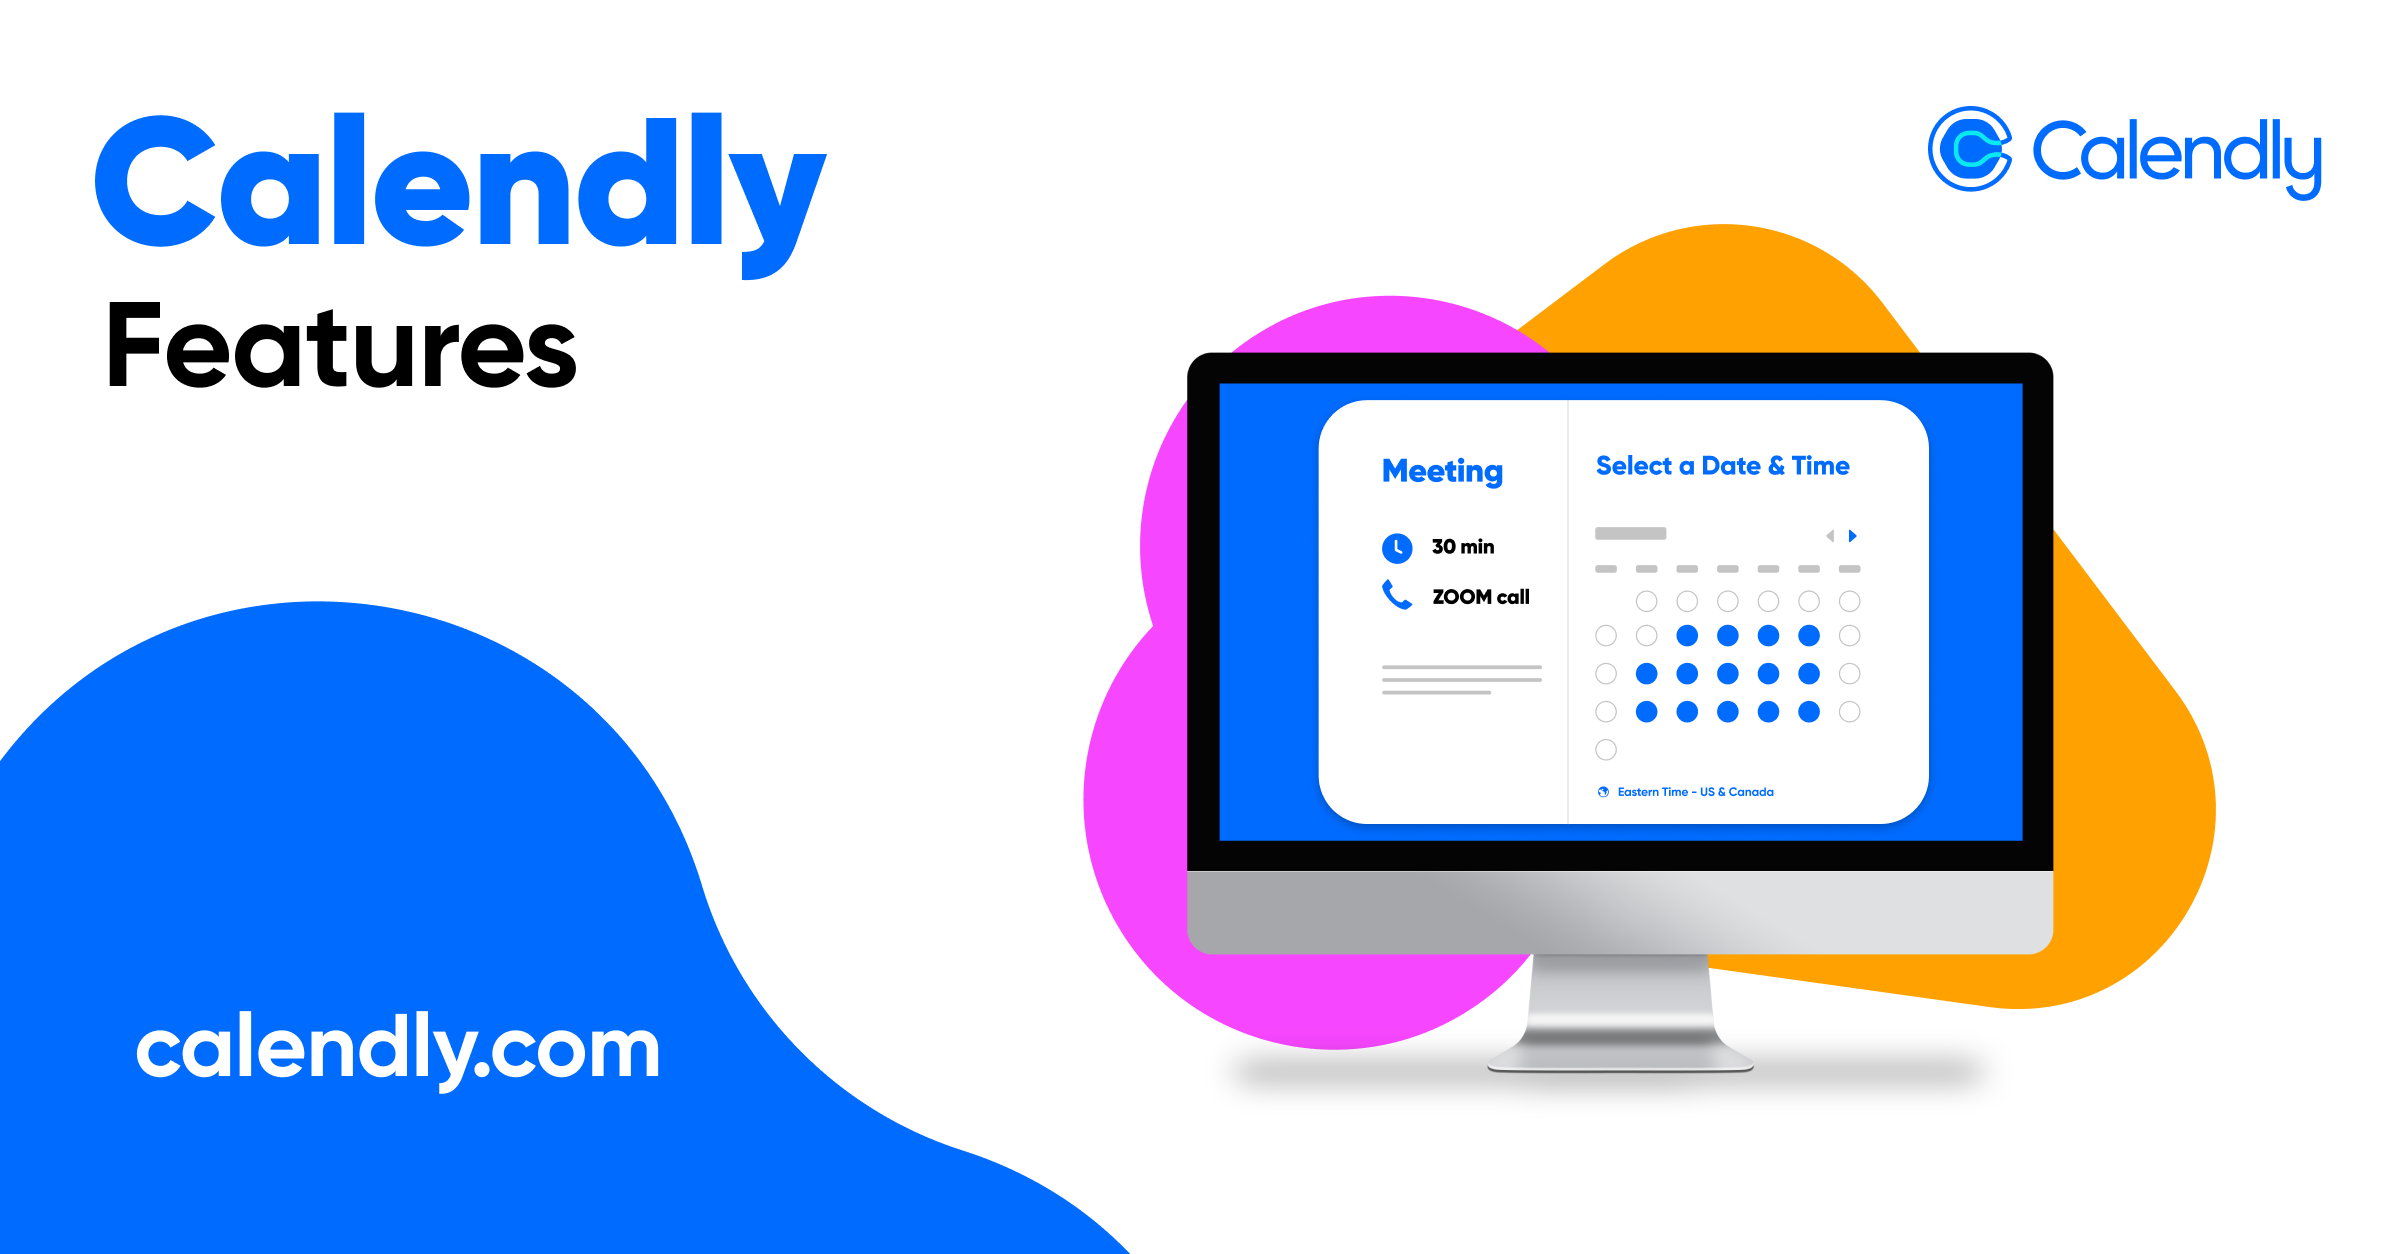 Calendly
Features
Calendly
Meeting
30 min
ZOOM call
Select a Date & Time
Eastern Time - US & Canada
calendly.com